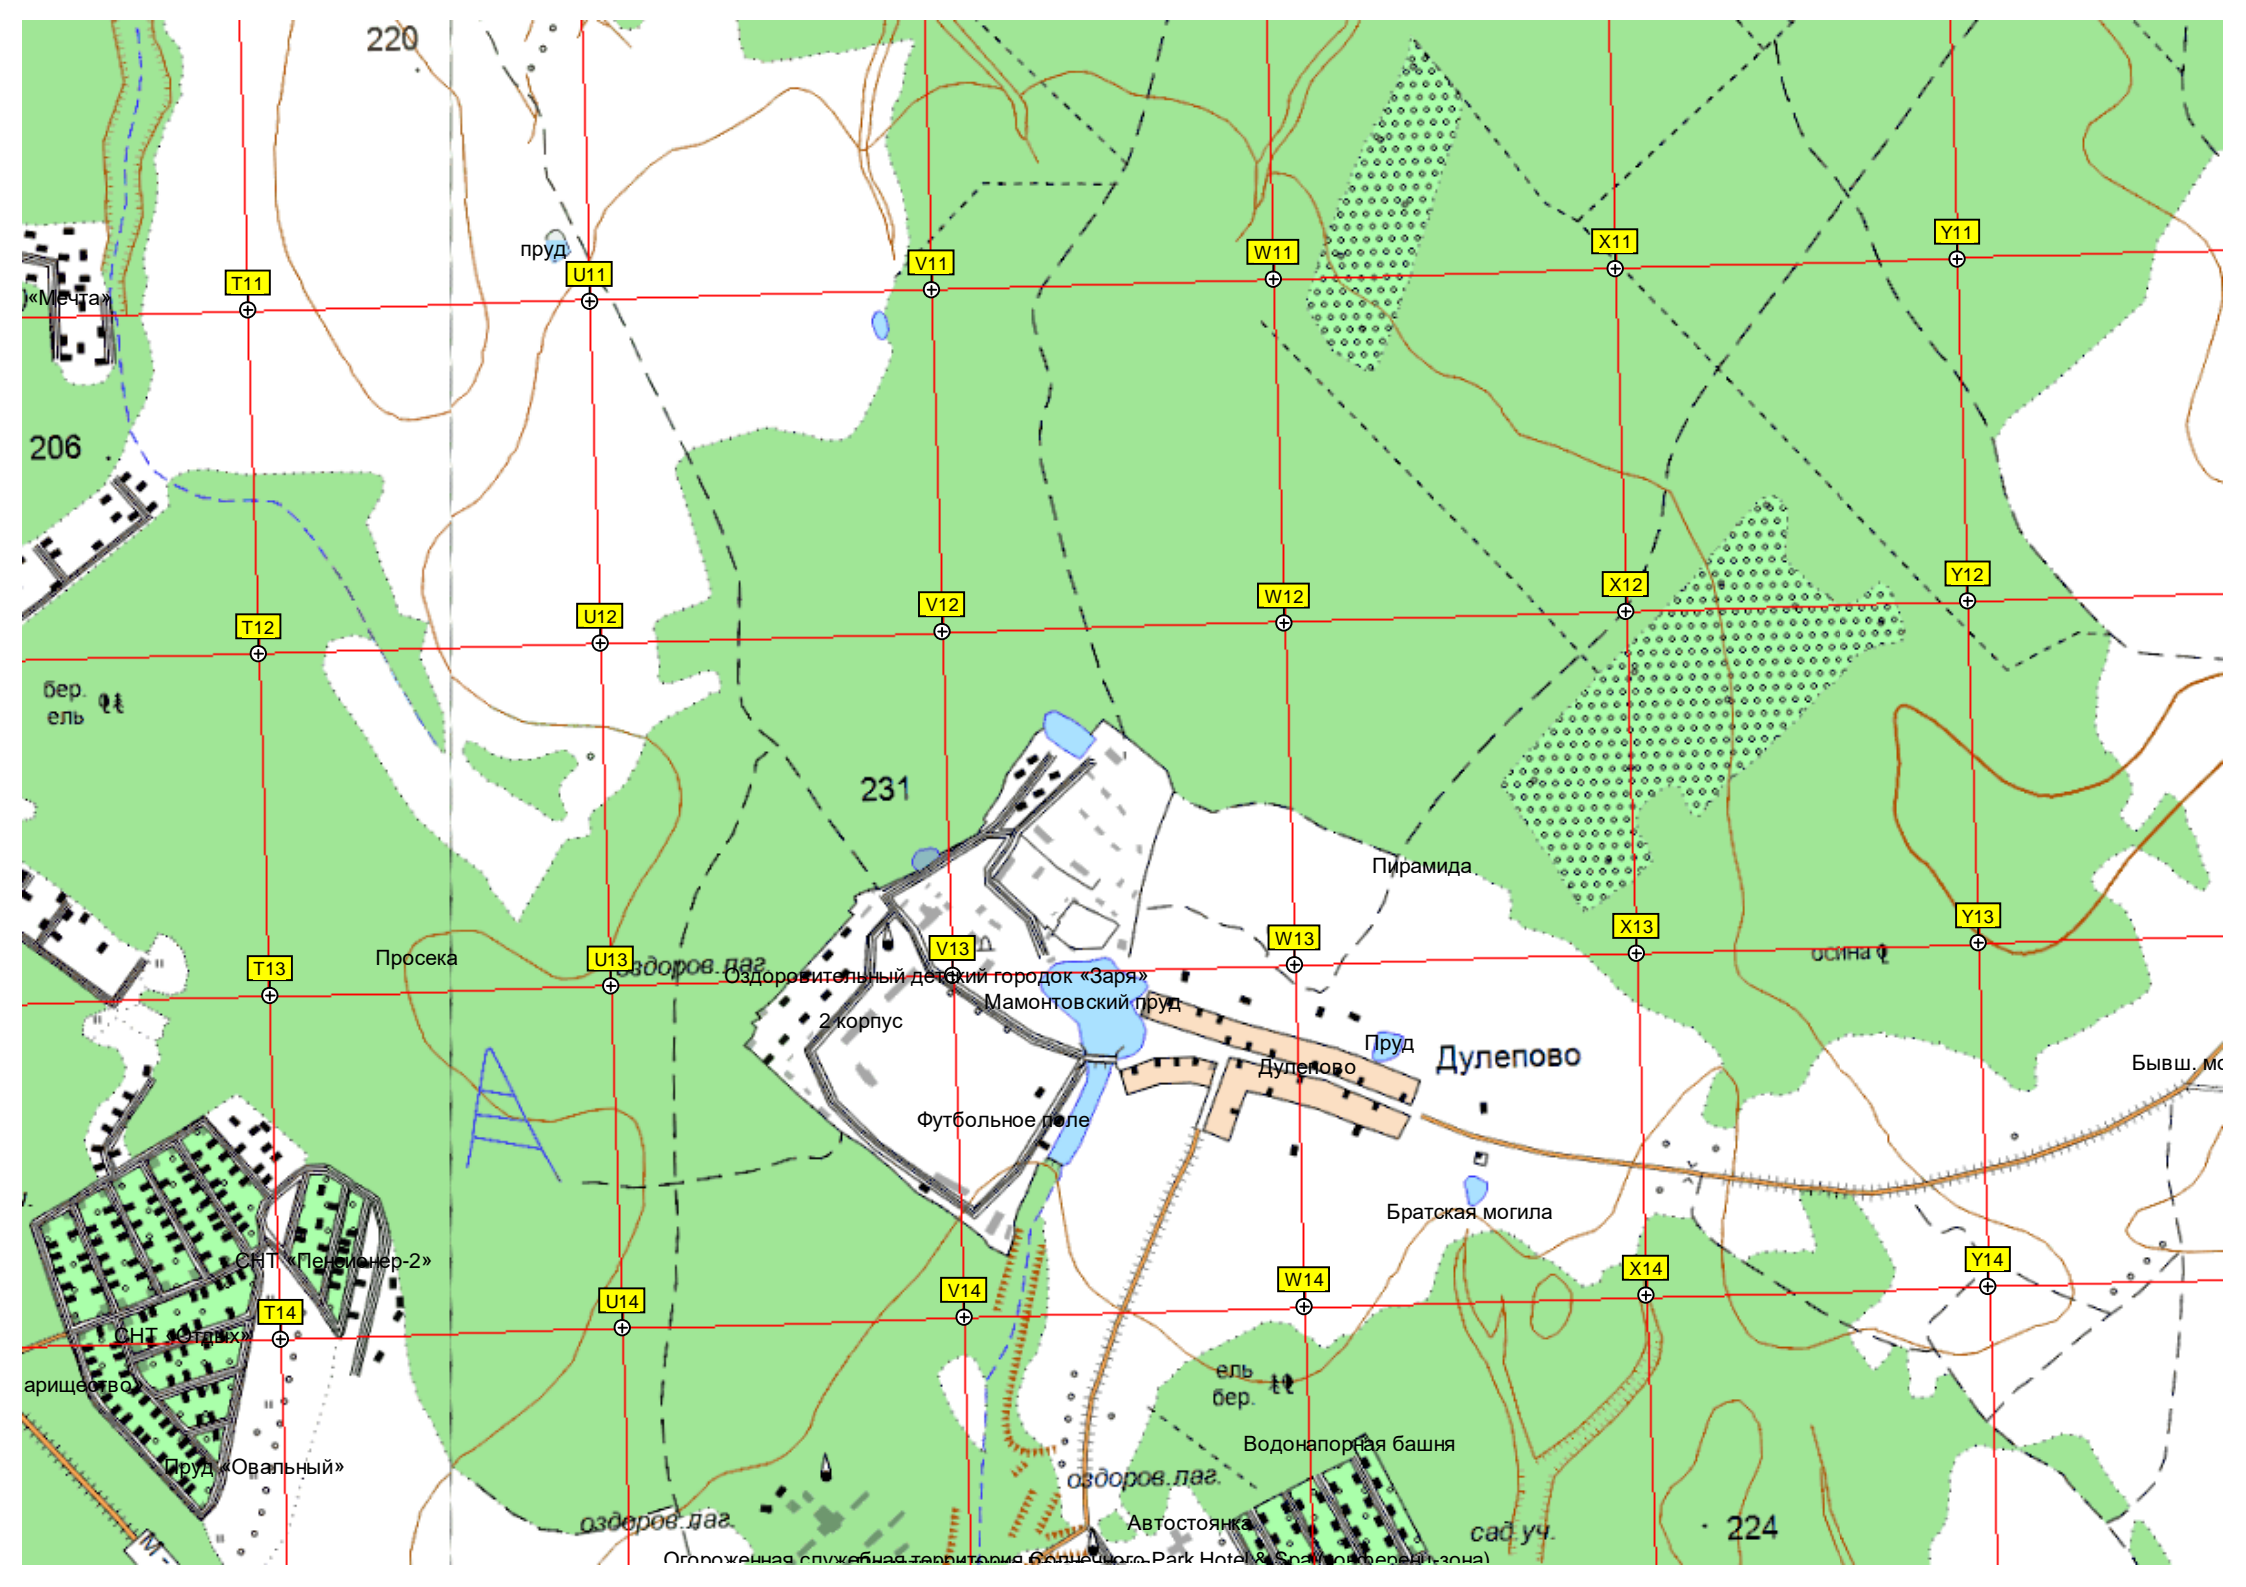 220
пруд
T11
U11
V11
W11
X11
Y11
«Мечта»
206
T12
U12
V12
W12
X12
Y12
бер.
ель
231
Пирамида
Просека
T13
U13
V13
W13
X13
Y13
оздоров.лаг.
осина
Оздоровительный детский городок «Заря»
Мамонтовский пруд
2 корпус
Пруд
Дулепово
Дулепово
Бывш.
Футбольное поле
Братская могила
СНТ «Пенсионер-2»
T14
U14
V14
W14
X14
Y14
СНТ «Отдых»
ель
бер.
Водонапорная башня
Пруд «Овальный»
оздоров.лаг.
оздоров.лаг.
Автостоянка
сад.уч.
224
М -
Огороженная служебная территория Солнечного Park Hotel & Spa (конференц-зона)